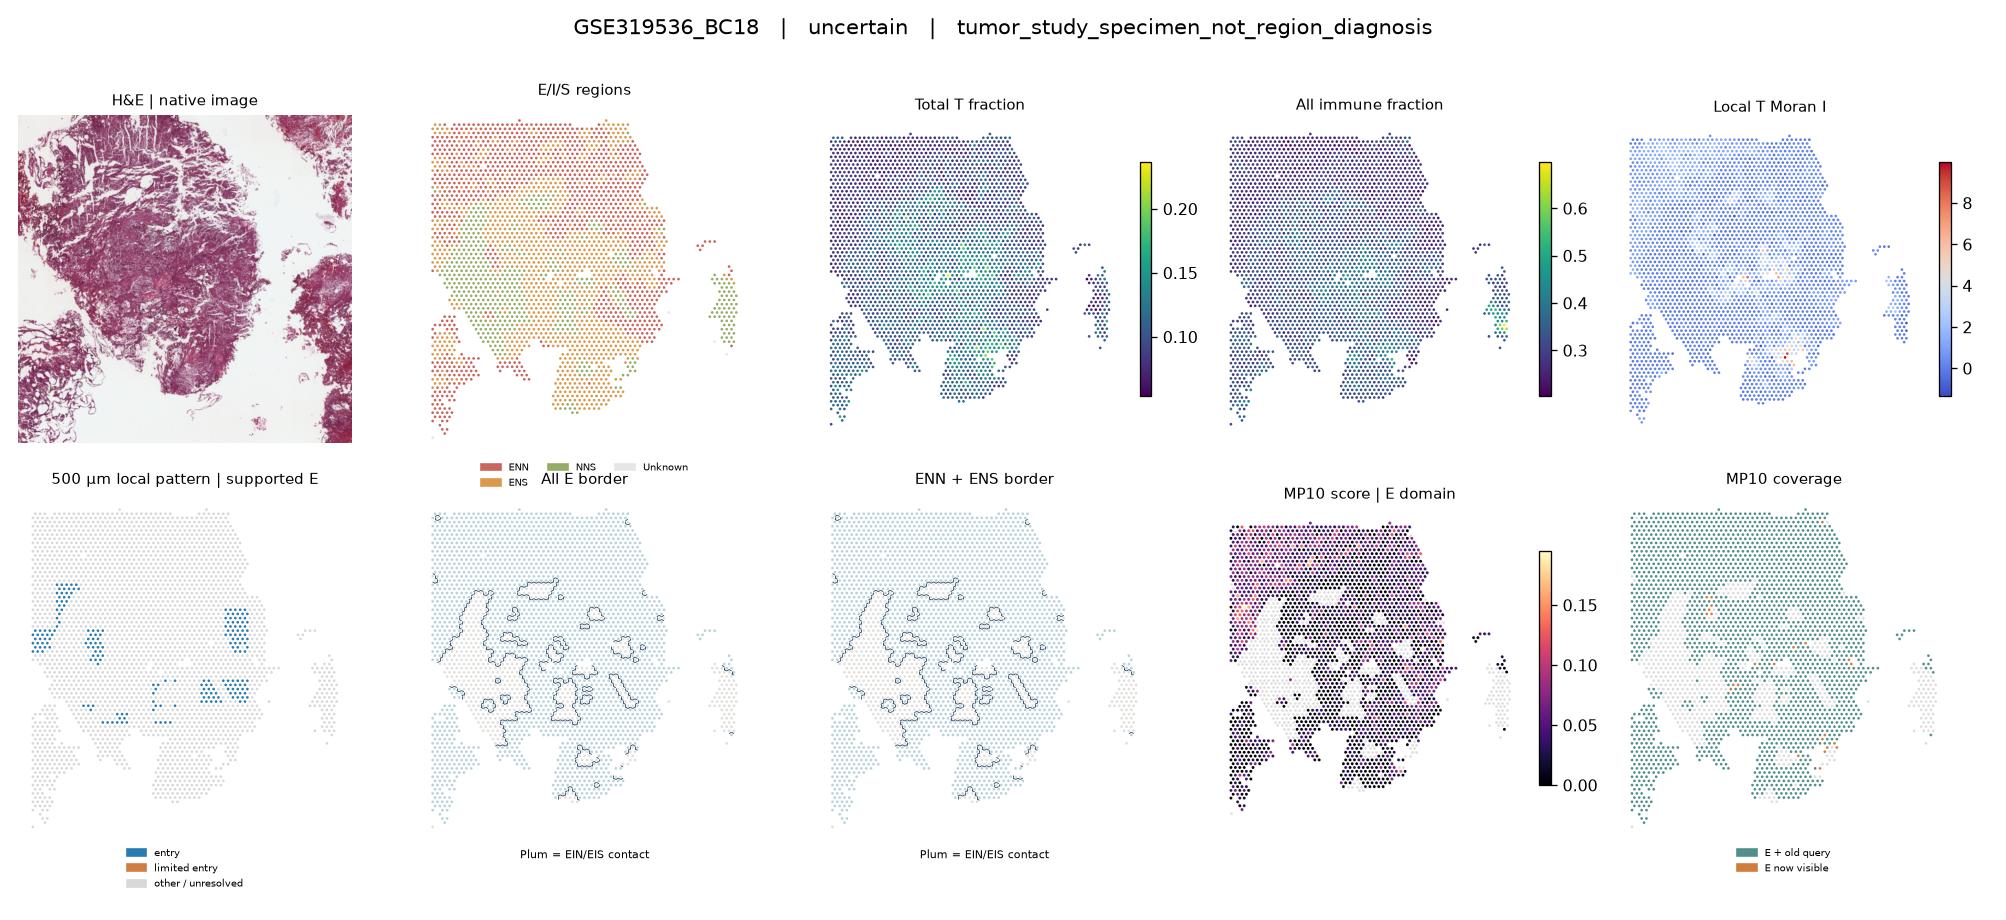 GSE319536_BC18 | uncertain | tumor_study_specimen_not_region_diagnosis
H&E | native image
E/I/S regions
ENN
ENS
NNS
Unknown
Total T fraction
0.20
0.15
0.10
All immune fraction
0.6
0.5
0.4
0.3
Local T Moran I
8
6
4
2
0
500 µm local pattern | supported E
entry
limited entry
other / unresolved
All E border
Plum = EIN/EIS contact
ENN + ENS border
Plum = EIN/EIS contact
MP10 score | E domain
0.15
0.10
0.05
0.00
MP10 coverage
E + old query
E now visible